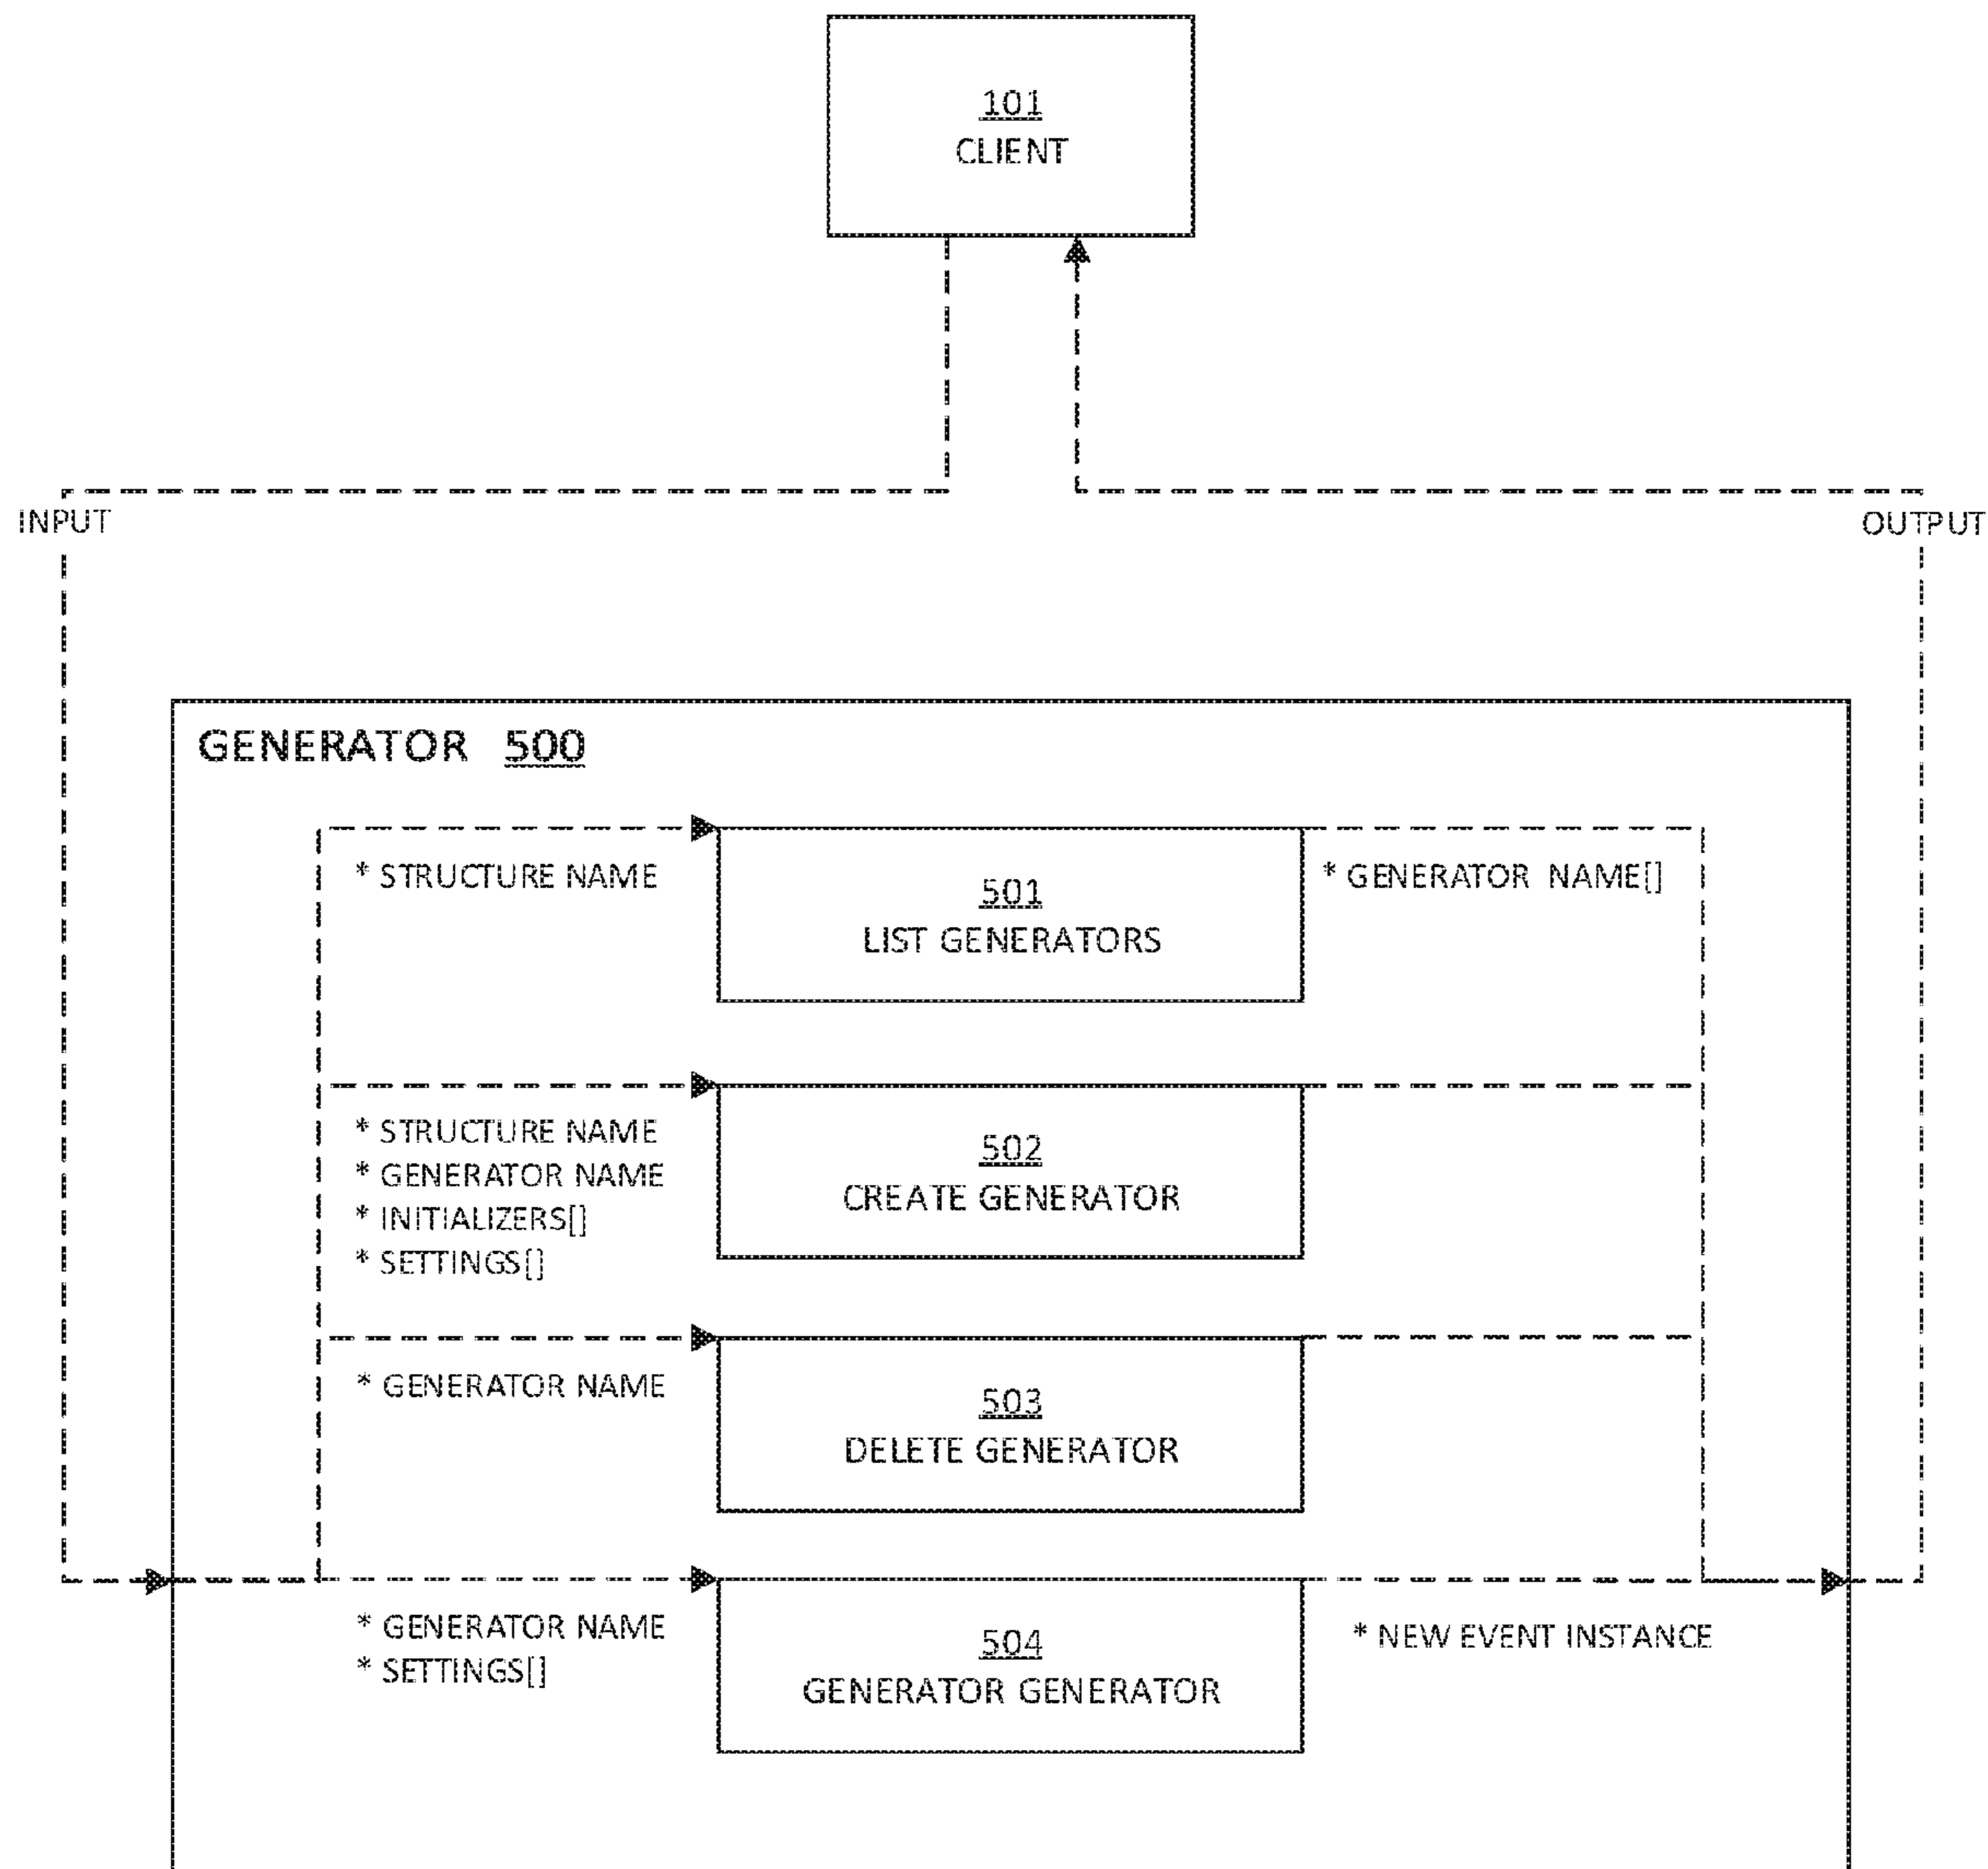 101
CLIENT
INPUT
OUTPUT
GENERATOR 500
* STRUCTURE NAME
501
LIST GENERATORS
* GENERATOR NAME[]
* STRUCTURE NAME
* GENERATOR NAME
* INITIALIZERS[]
* SETTINGS[]
502
CREATE GENERATOR
* GENERATOR NAME
503
DELETE GENERATOR
* GENERATOR NAME
* SETTINGS[]
504
GENERATOR GENERATOR
* NEW EVENT INSTANCE